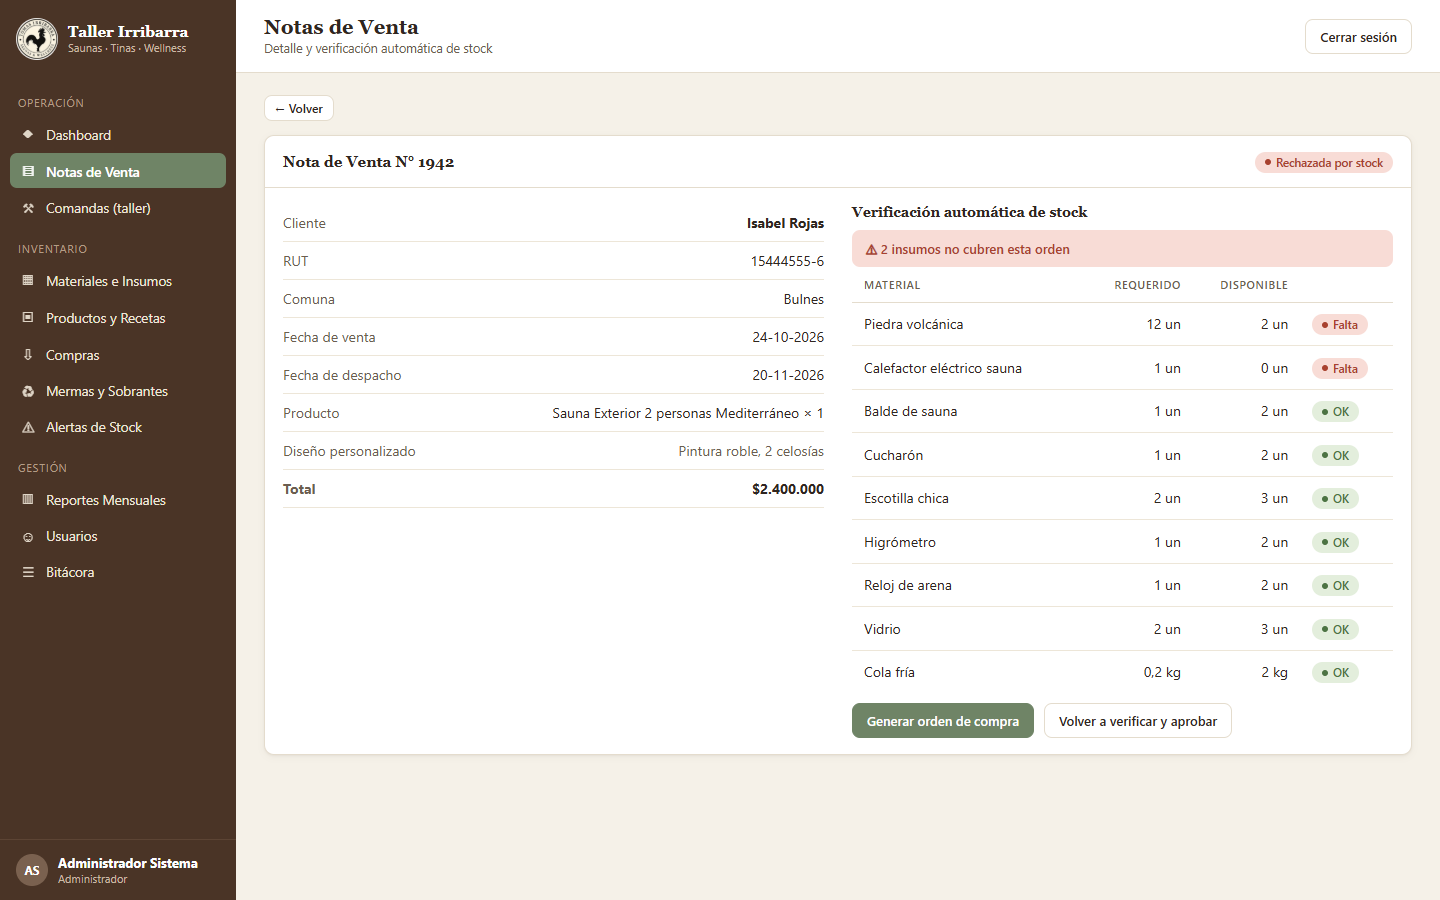 Taller Irribarra
Saunas · Tinas · Wellness
OPERACIÓN
Dashboard
Notas de Venta
Comandas (taller)
INVENTARIO
Materiales e Insumos
Productos y Recetas
Compras
Mermas y Sobrantes
Alertas de Stock
GESTIÓN
Reportes Mensuales
Usuarios
Bitácora
AS
Administrador Sistema
Administrador
Notas de Venta
Detalle y verificación automática de stock
Cerrar sesión
← Volver
Nota de Venta N° 1942
Rechazada por stock
Cliente Isabel Rojas
RUT 15444555-6
Comuna Bulnes
Fecha de venta 24-10-2026
Fecha de despacho 20-11-2026
Producto Sauna Exterior 2 personas Mediterráneo × 1
Diseño personalizado Pintura roble, 2 celosías
Total $2.400.000
Verificación automática de stock
⚠ 2 insumos no cubren esta orden
MATERIAL REQUERIDO DISPONIBLE
Piedra volcánica 12 un 2 un Falta
Calefactor eléctrico sauna 1 un 0 un Falta
Balde de sauna 1 un 2 un OK
Cucharón 1 un 2 un OK
Escotilla chica 2 un 3 un OK
Higrómetro 1 un 2 un OK
Reloj de arena 1 un 2 un OK
Vidrio 2 un 3 un OK
Cola fría 0,2 kg 2 kg OK
Generar orden de compra
Volver a verificar y aprobar